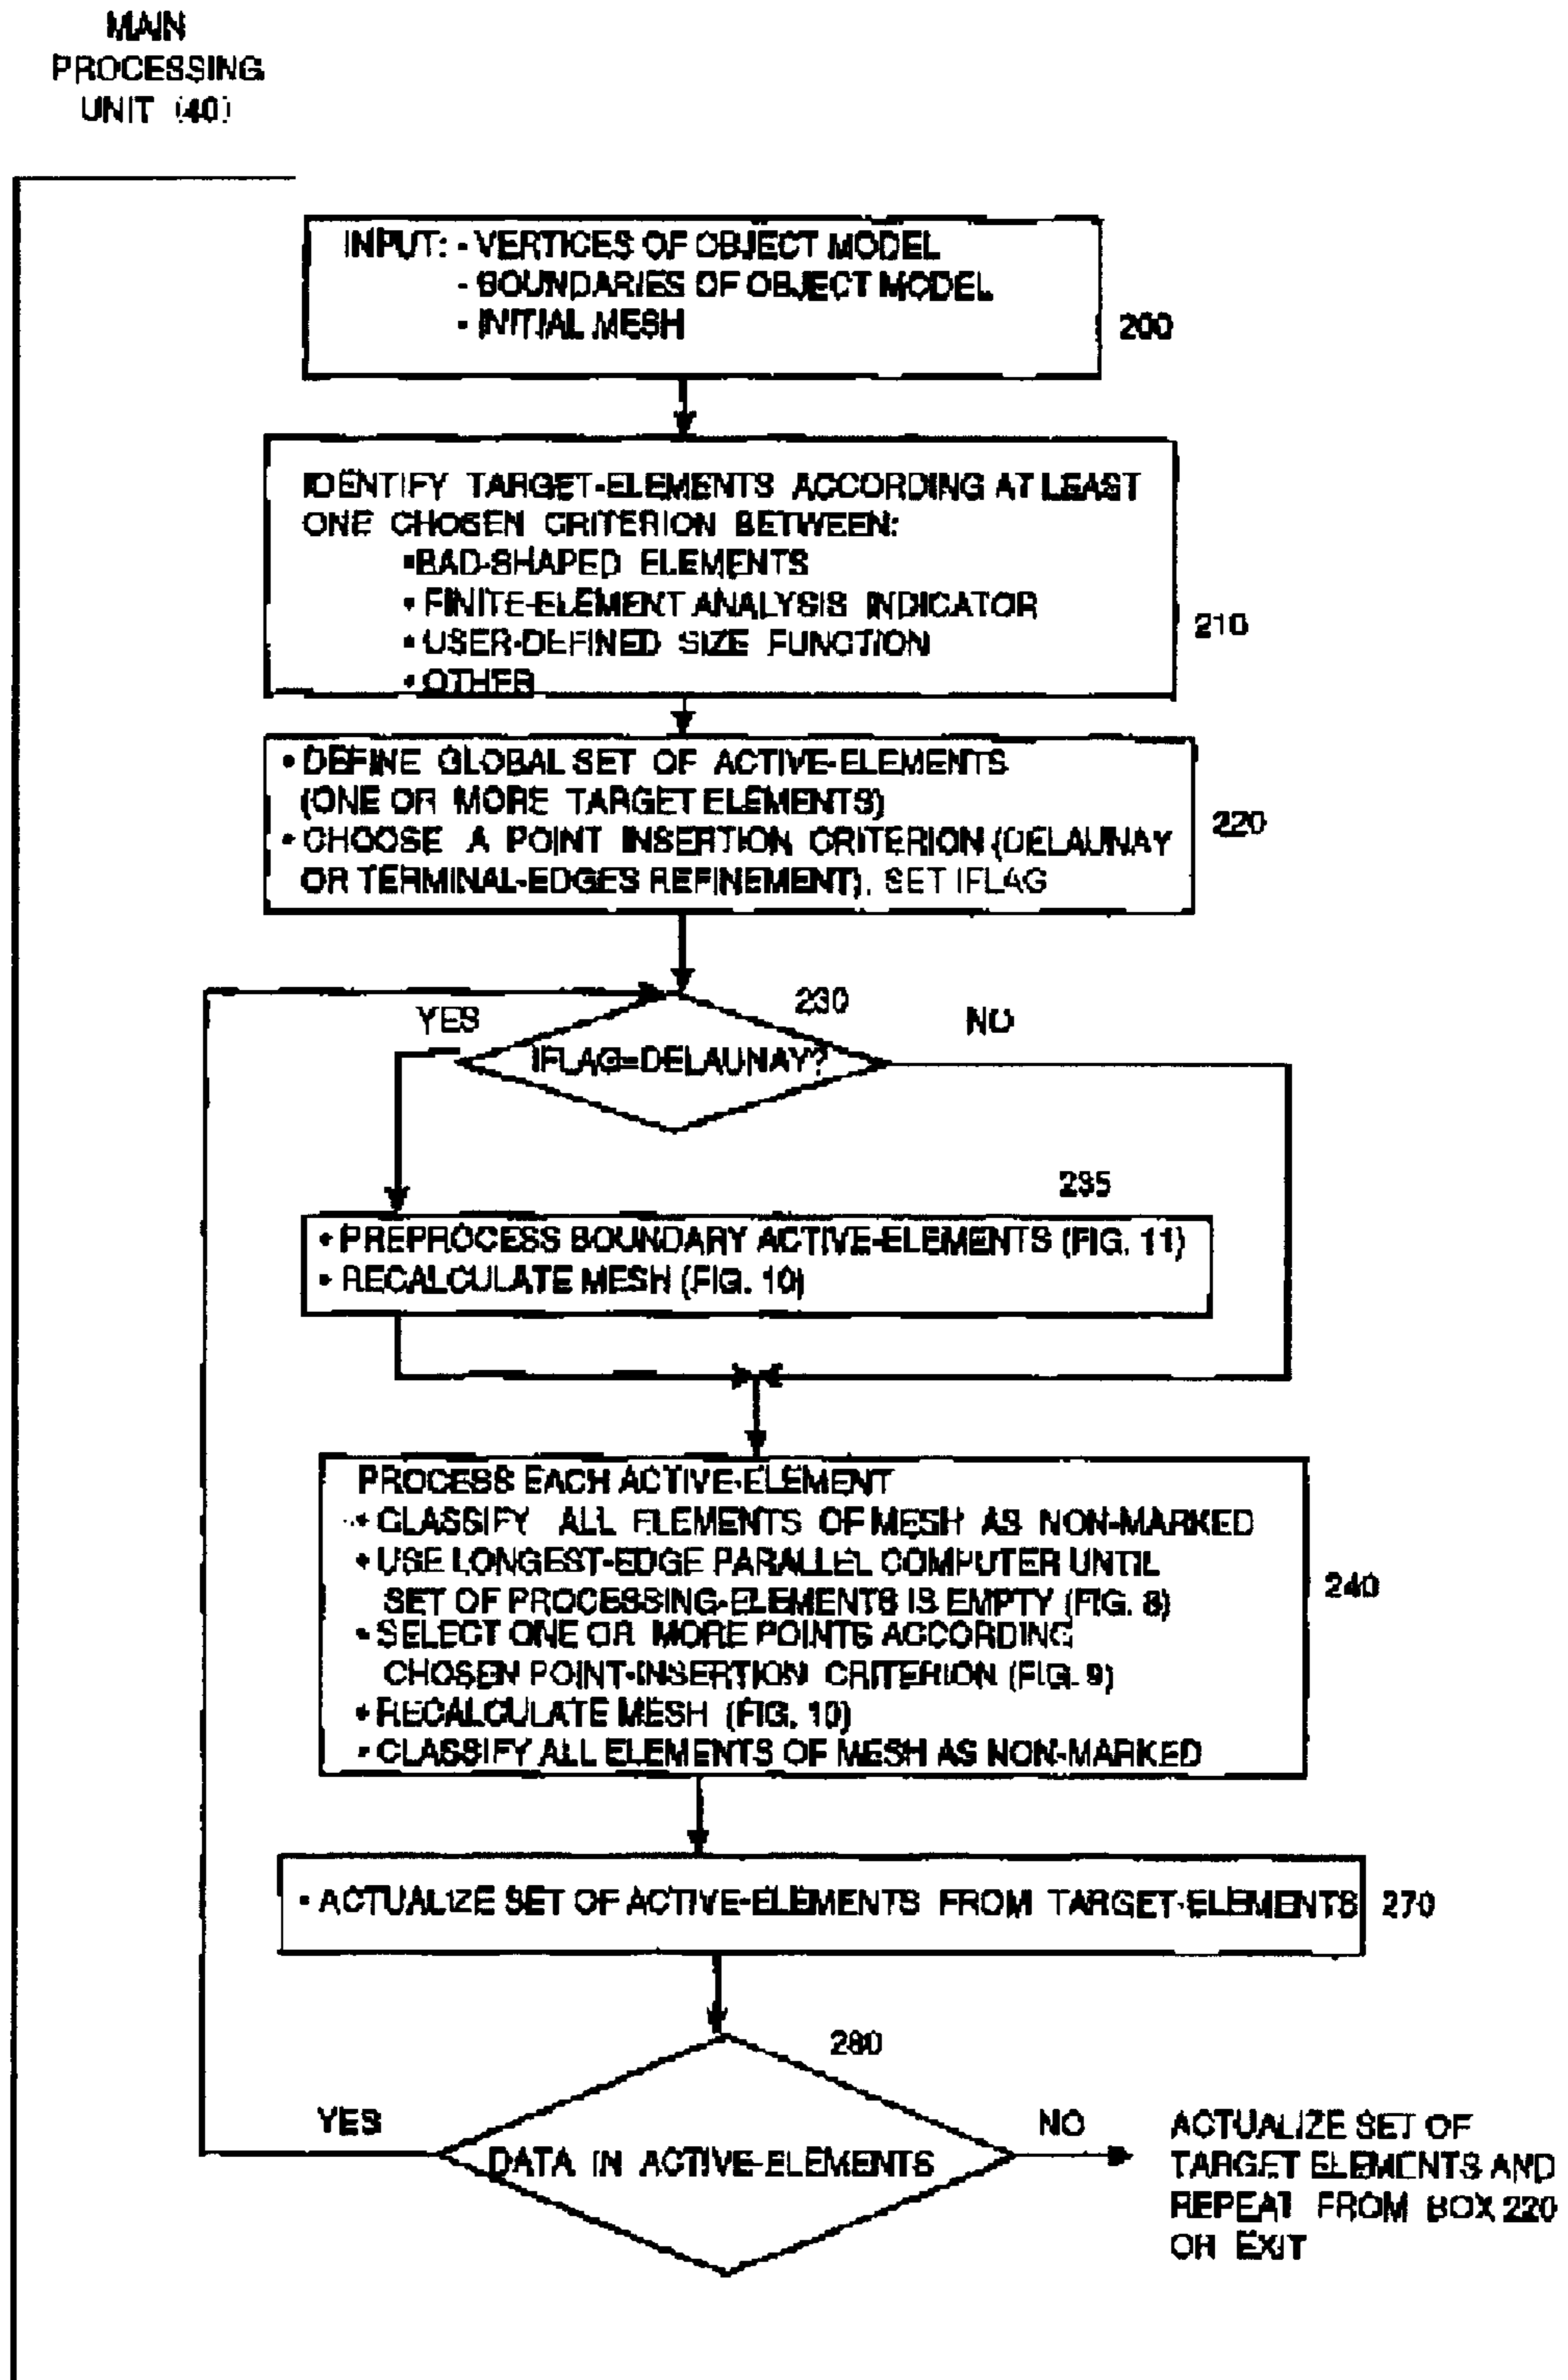 MAIN
PROCESSING
UNIT (40)
INPUT: - VERTICES OF OBJECT MODEL
- BOUNDARIES OF OBJECT MODEL
- INITIAL MESH
200
IDENTIFY TARGET-ELEMENTS ACCORDING AT LEAST
ONE CHOSEN CRITERION BETWEEN:
• BAD-SHAPED ELEMENTS
• FINITE-ELEMENT ANALYSIS INDICATOR
• USER-DEFINED SIZE FUNCTION
• OTHER
210
• DEFINE GLOBAL SET OF ACTIVE-ELEMENTS
(ONE OR MORE TARGET ELEMENTS)
• CHOOSE A POINT INSERTION CRITERION (DELAUNAY
OR TERMINAL-EDGES REFINEMENT), SET IFLAG
220
230
YES
NO
IFLAG=DELAUNAY?
235
• PREPROCESS BOUNDARY ACTIVE-ELEMENTS (FIG. 11)
• RECALCULATE MESH (FIG. 10)
PROCESS EACH ACTIVE-ELEMENT
• CLASSIFY ALL ELEMENTS OF MESH AS NON-MARKED
• USE LONGEST-EDGE PARALLEL COMPUTER UNTIL
SET OF PROCESSING-ELEMENTS IS EMPTY (FIG. 8)
• SELECT ONE OR MORE POINTS ACCORDING
CHOSEN POINT-INSERTION CRITERION (FIG. 9)
• RECALCULATE MESH (FIG. 10)
• CLASSIFY ALL ELEMENTS OF MESH AS NON-MARKED
240
• ACTUALIZE SET OF ACTIVE-ELEMENTS FROM TARGET-ELEMENTS
270
280
YES
NO
DATA IN ACTIVE-ELEMENTS
ACTUALIZE SET OF
TARGET ELEMENTS AND
REPEAT FROM BOX 220
OR EXIT